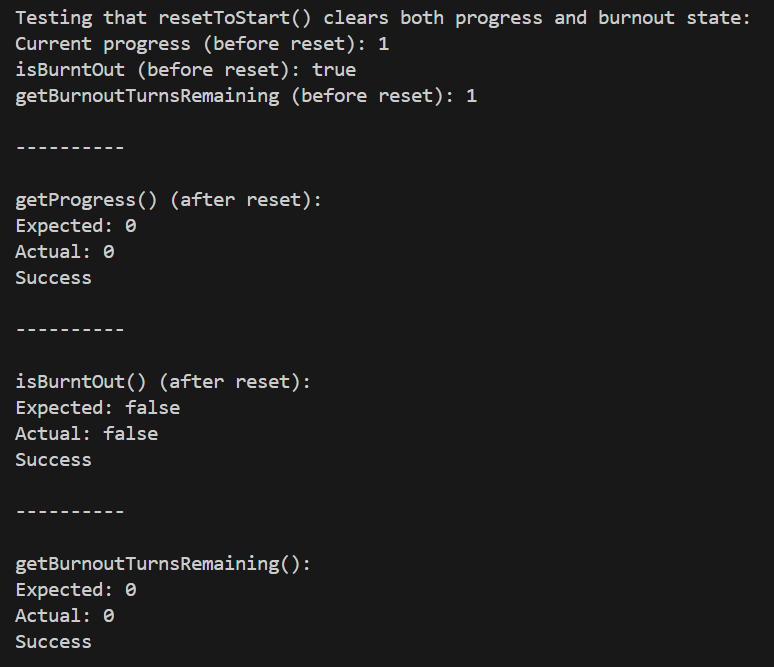 Testing that resetToStart() clears both progress and burnout state:
Current progress (before reset): 1
isBurntOut (before reset): true
getBurnoutTurnsRemaining (before reset): 1
----------
getProgress() (after reset):
Expected: 0
Actual: 0
Success
----------
isBurntOut() (after reset):
Expected: false
Actual: false
Success
----------
getBurnoutTurnsRemaining():
Expected: 0
Actual: 0
Success